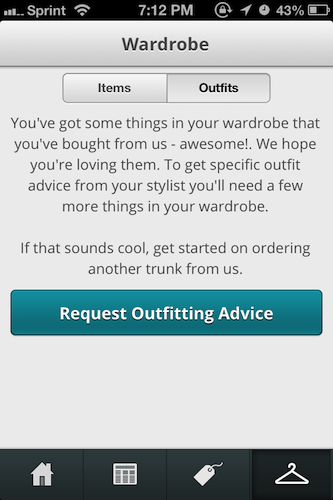 Sprint 7:12 PM 43%
Wardrobe
Items Outfits
You've got some things in your wardrobe that
you've bought from us - awesome!. We hope
you're loving them. To get specific outfit
advice from your stylist you'll need a few
more things in your wardrobe.
If that sounds cool, get started on ordering
another trunk from us.
Request Outfitting Advice